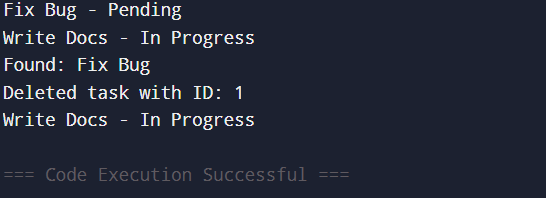 Fix Bug - Pending
Write Docs - In Progress
Found: Fix Bug
Deleted task with ID: 1
Write Docs - In Progress
=== Code Execution Successful ===